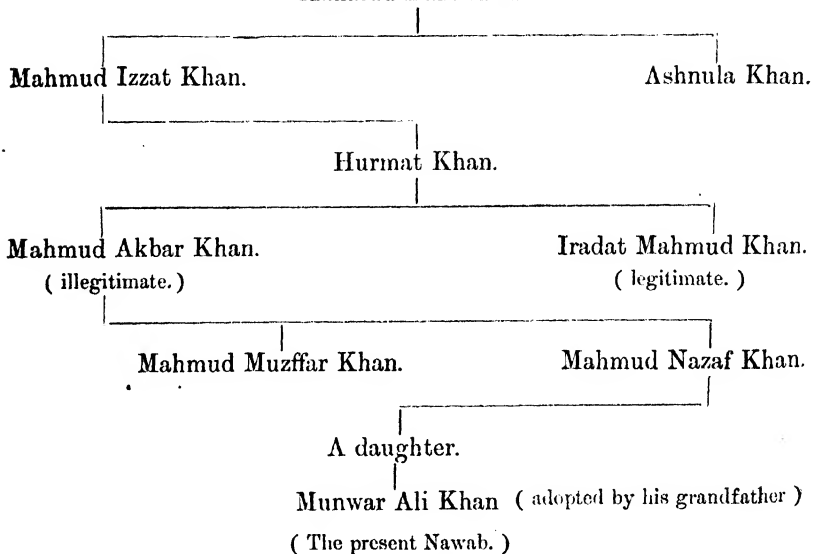 Mahmud Izzat Khan. Ashnula Khan.
Hurmat Khan.
Mahmud Akbar Khan. Iradat Mahmud Khan.
( illegitimate. ) ( legitimate. )
Mahmud Muzffar Khan. Mahmud Nazaf Khan.
A daughter.
Munwar Ali Khan ( adopted by his grandfather )
( The present Nawab. )